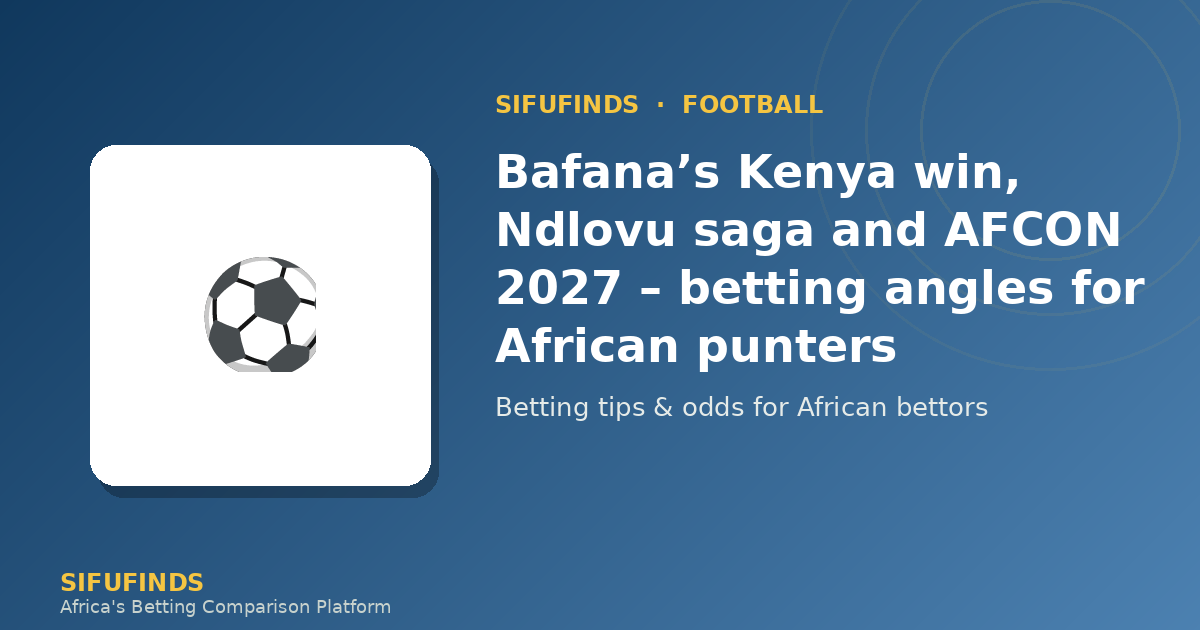 SIFUFINDS · FOOTBALL
Bafana’s Kenya win,
Ndlovu saga and AFCON
2027 – betting angles for
African punters
Betting tips & odds for African bettors
SIFUFINDS
Africa's Betting Comparison Platform